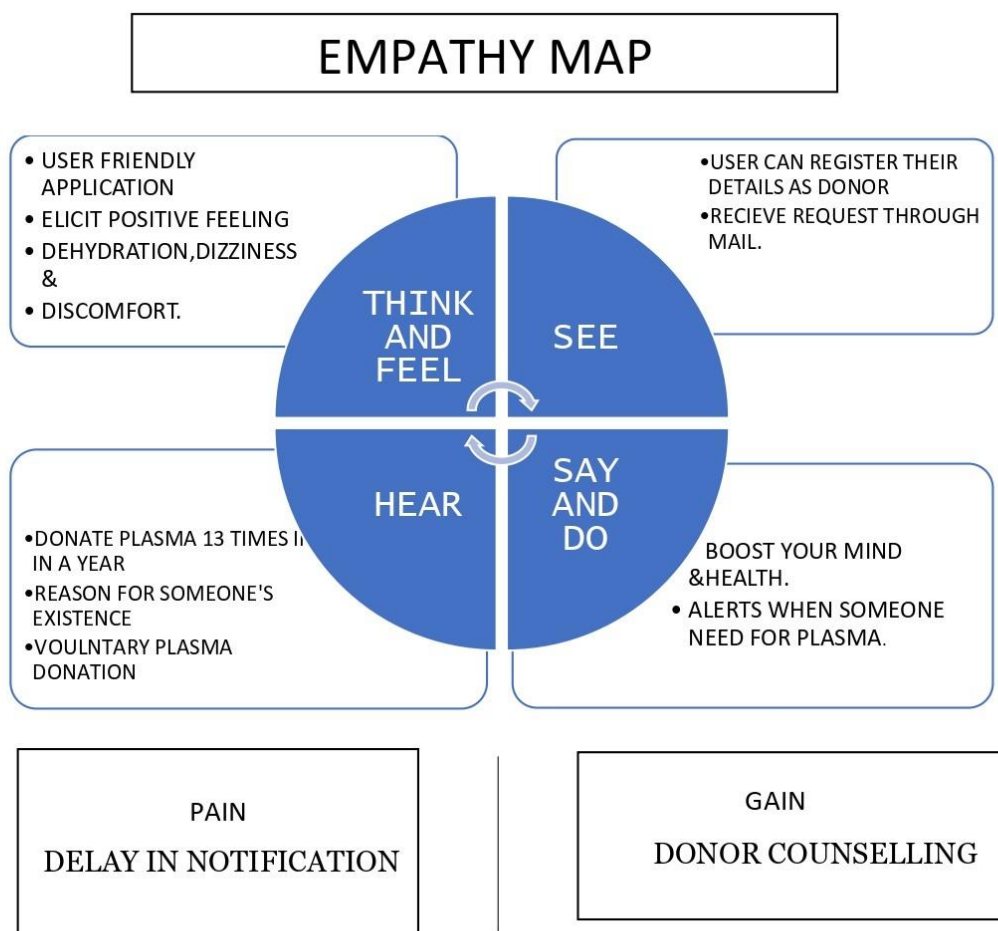 EMPATHY MAP
• USER FRIENDLY
APPLICATION
• ELICIT POSITIVE FEELING
• DEHYDRATION,DIZZINESS
&
• DISCOMFORT.
•USER CAN REGISTER THEIR
DETAILS AS DONOR
•RECIEVE REQUEST THROUGH
MAIL.
THINK
AND
FEEL
SEE
HEAR
SAY
AND
DO
•DONATE PLASMA 13 TIMES
IN A YEAR
•REASON FOR SOMEONE'S
EXISTENCE
•VOULNTARY PLASMA
DONATION
BOOST YOUR MIND
&HEALTH.
• ALERTS WHEN SOMEONE
NEED FOR PLASMA.
PAIN
DELAY IN NOTIFICATION
GAIN
DONOR COUNSELLING